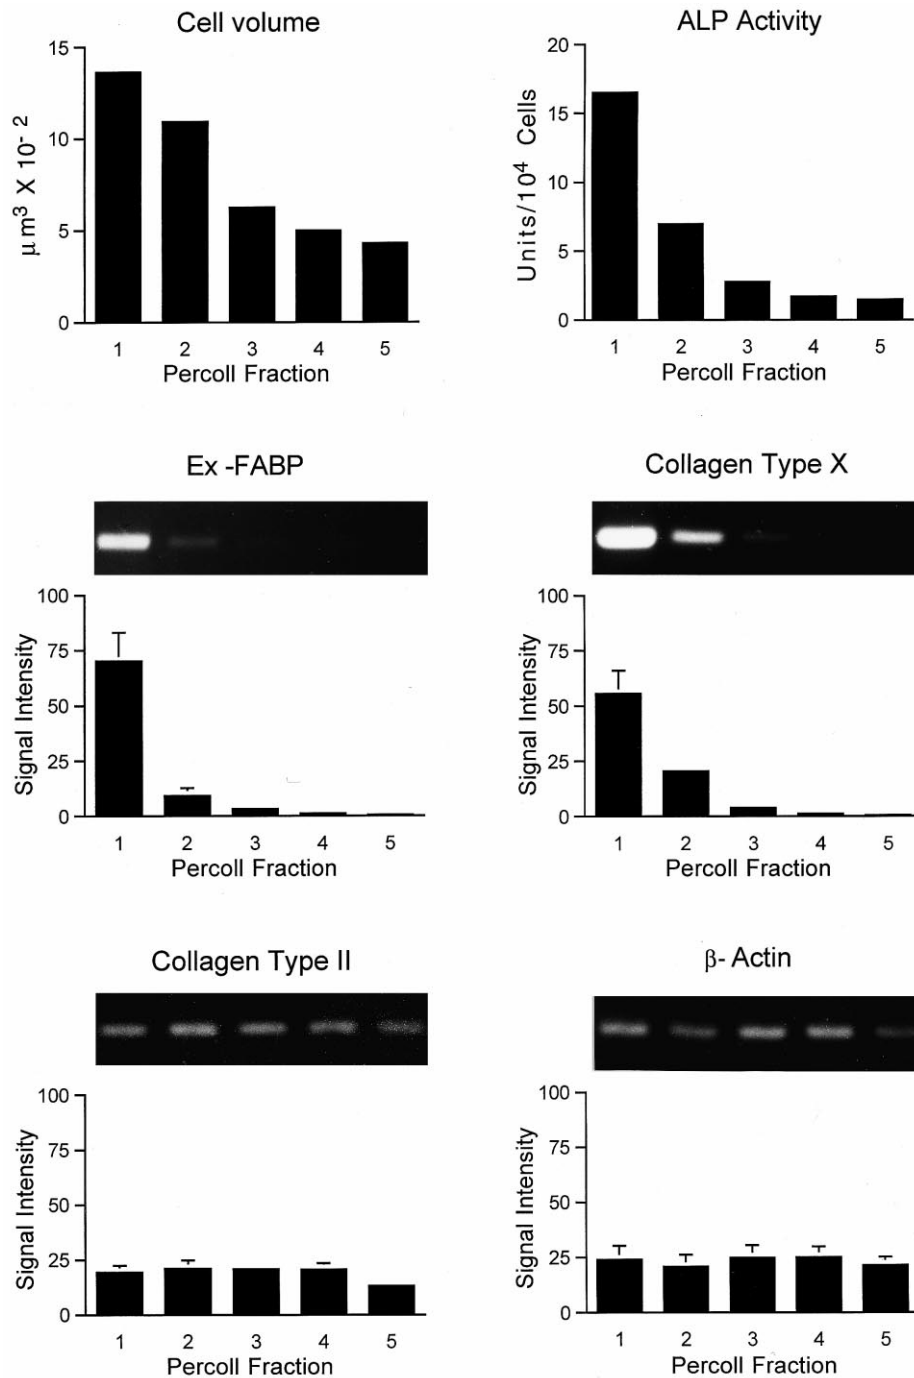 Cell volume
15
10
5
0
μm³ X 10⁻²
1 2 3 4 5
Percoll Fraction
ALP Activity
20
15
10
5
0
Units/10⁴ Cells
1 2 3 4 5
Percoll Fraction
Ex -FABP
100
75
50
25
0
Signal Intensity
1 2 3 4 5
Percoll Fraction
Collagen Type X
100
75
50
25
0
Signal Intensity
1 2 3 4 5
Percoll Fraction
Collagen Type II
100
75
50
25
0
Signal Intensity
1 2 3 4 5
Percoll Fraction
β- Actin
100
75
50
25
0
Signal Intensity
1 2 3 4 5
Percoll Fraction